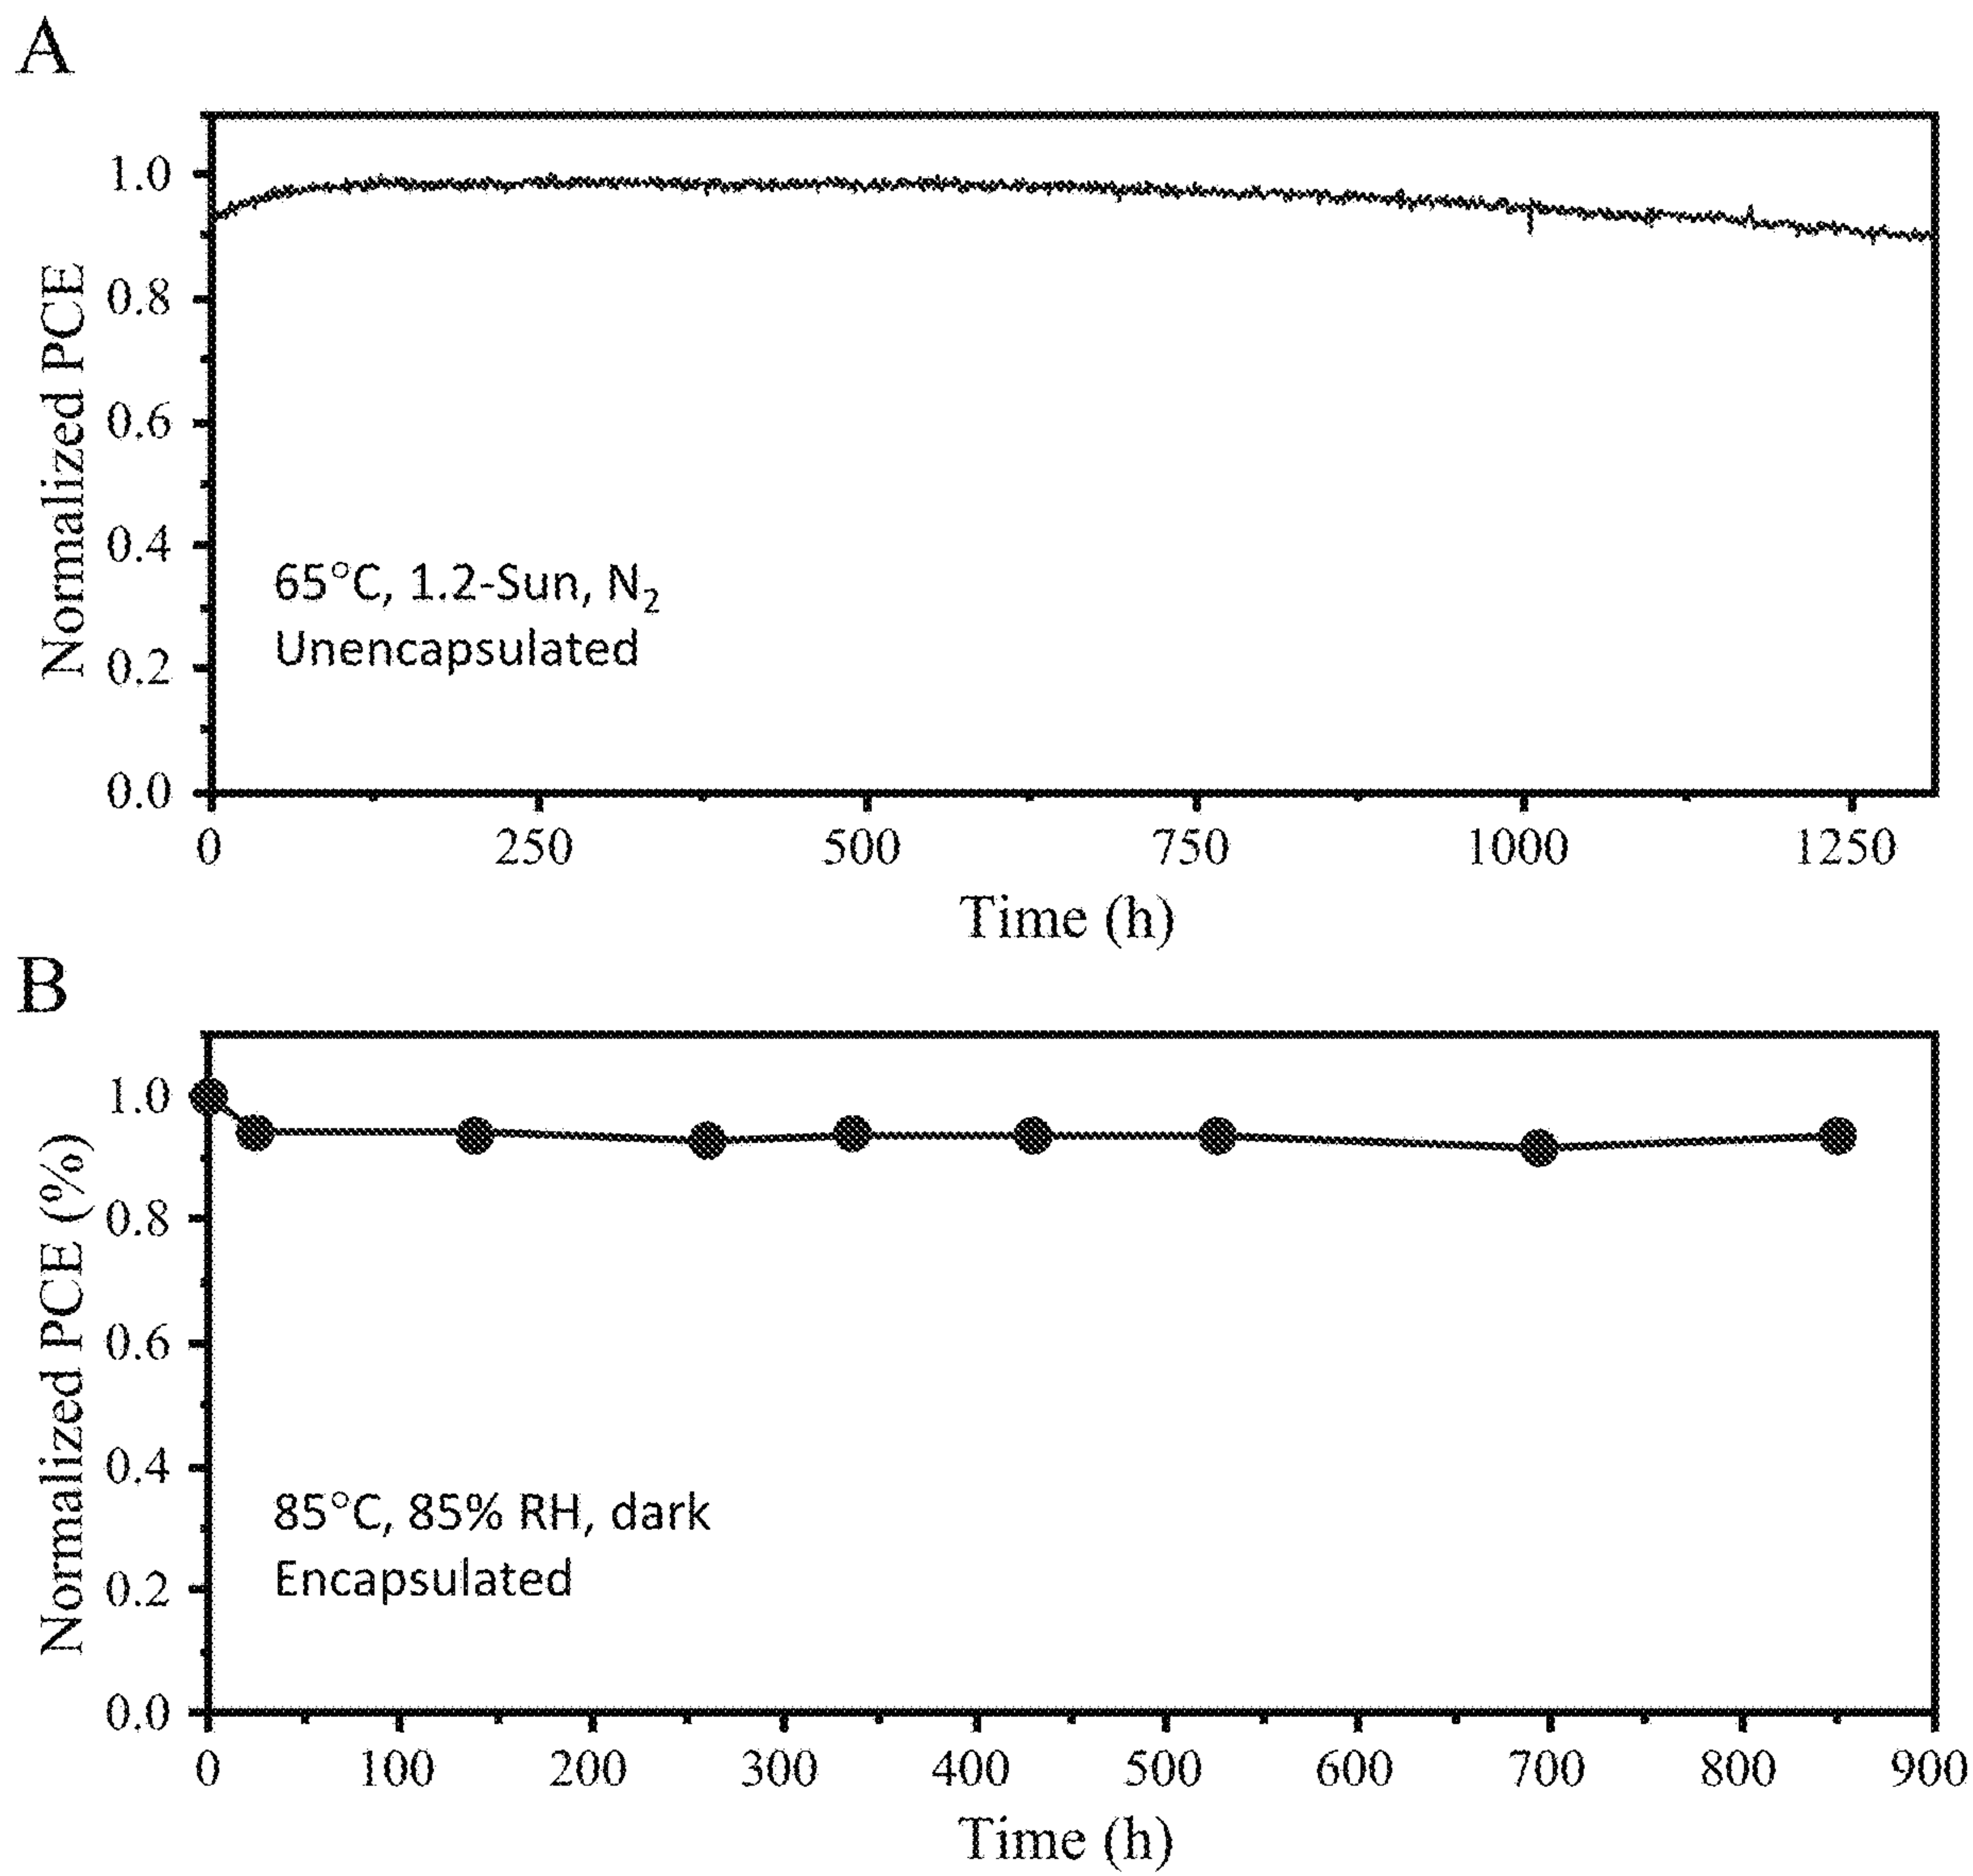 A
Normalized PCE
1.0
0.8
0.6
0.4
0.2
0.0
65°C, 1.2-Sun, N₂
Unencapsulated
0 250 500 750 1000 1250
Time (h)
B
Normalized PCE (%)
1.0
0.8
0.6
0.4
0.2
0.0
85°C, 85% RH, dark
Encapsulated
0 100 200 300 400 500 600 700 800 900
Time (h)